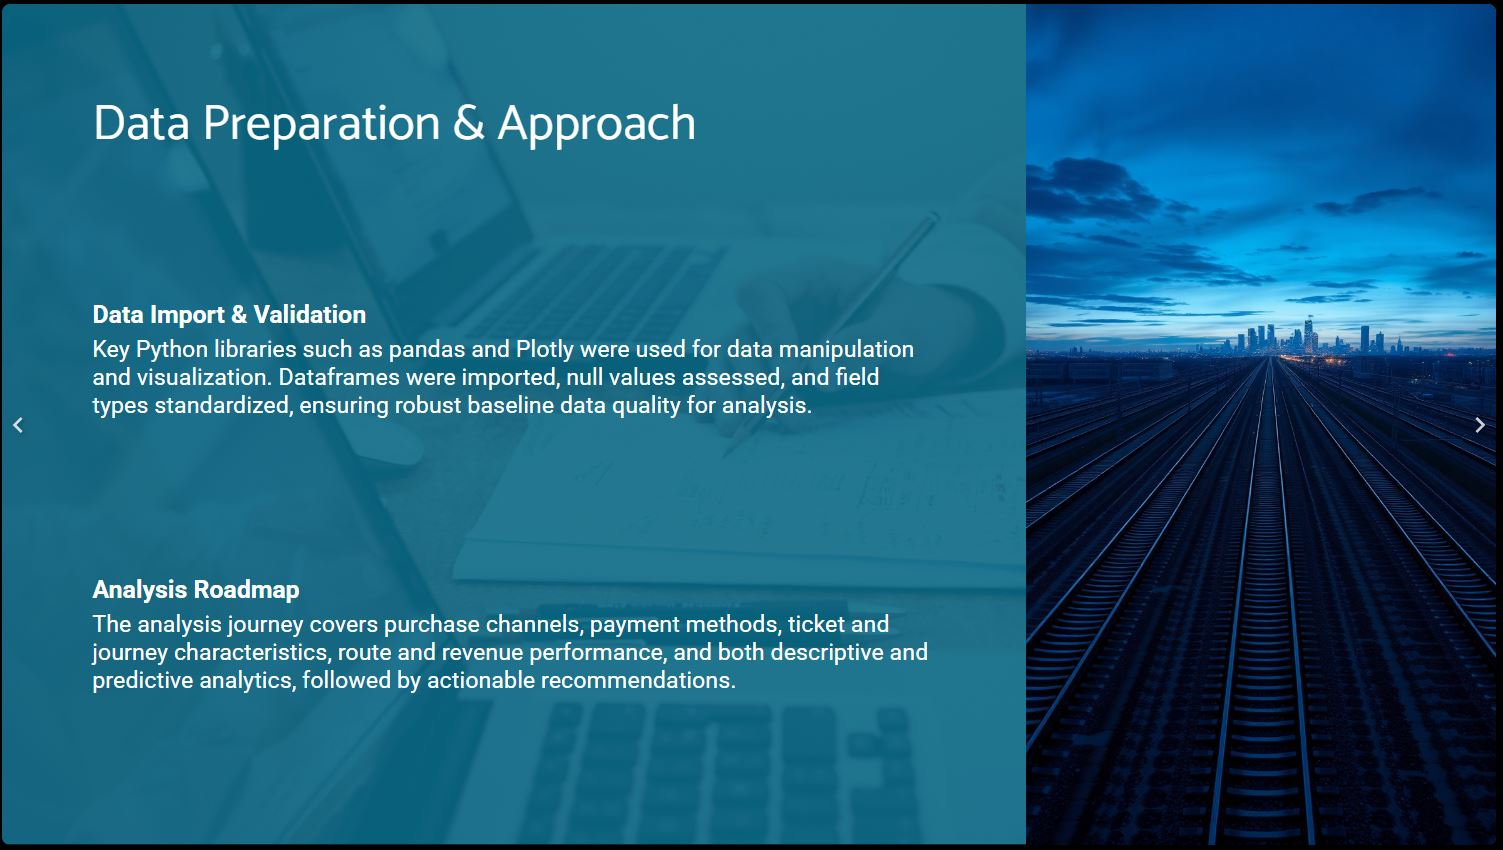 Data Preparation & Approach
Data Import & Validation
Key Python libraries such as pandas and Plotly were used for data manipulation
and visualization. Dataframes were imported, null values assessed, and field
types standardized, ensuring robust baseline data quality for analysis.
Analysis Roadmap
The analysis journey covers purchase channels, payment methods, ticket and
journey characteristics, route and revenue performance, and both descriptive and
predictive analytics, followed by actionable recommendations.